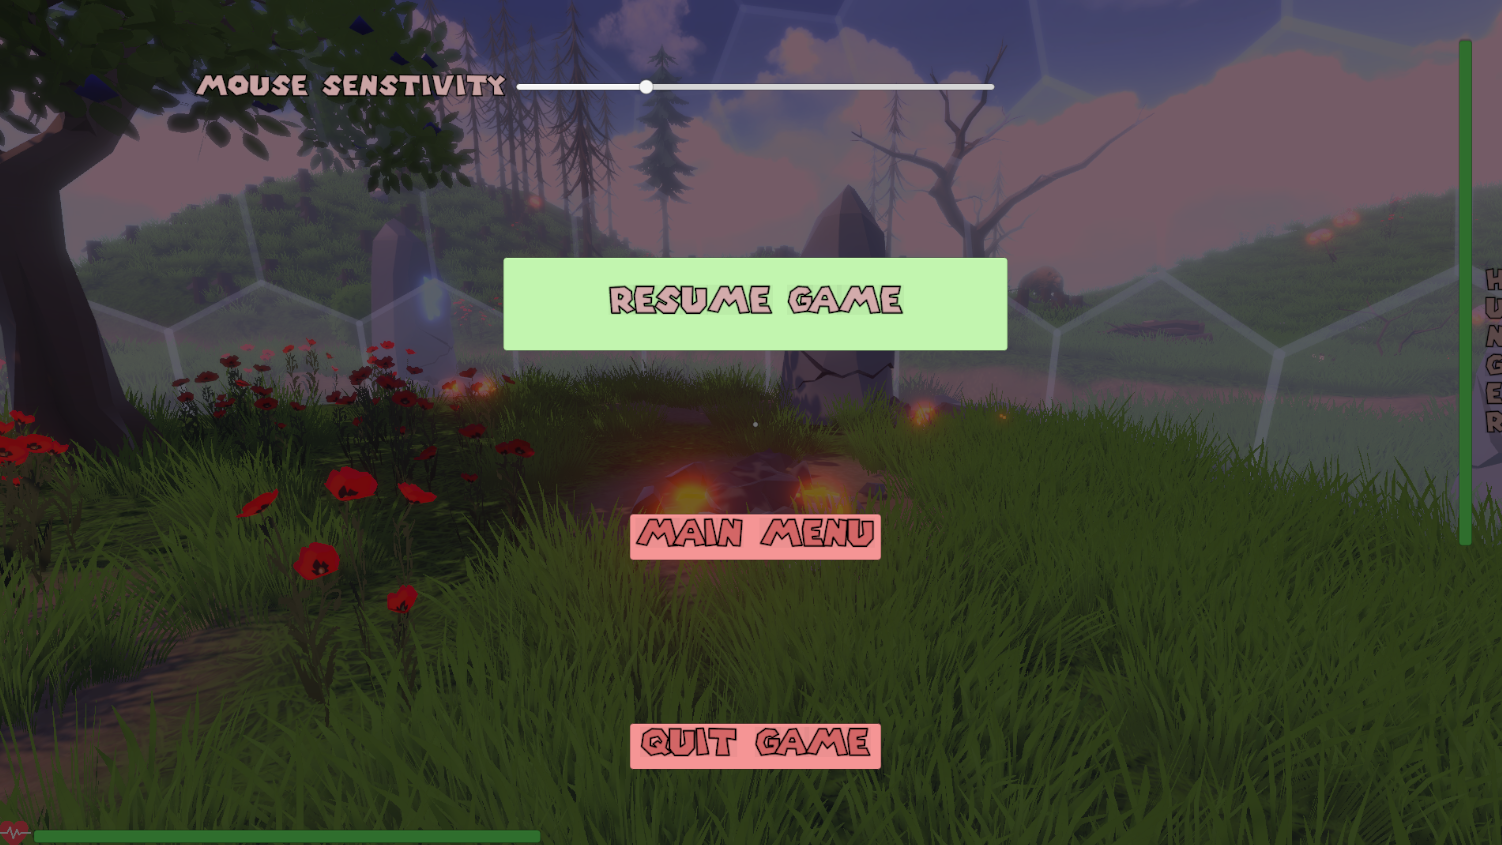 MOUSE SENSTIVITY
RESUME GAME
HUNGER
MAIN MENU
QUIT GAME